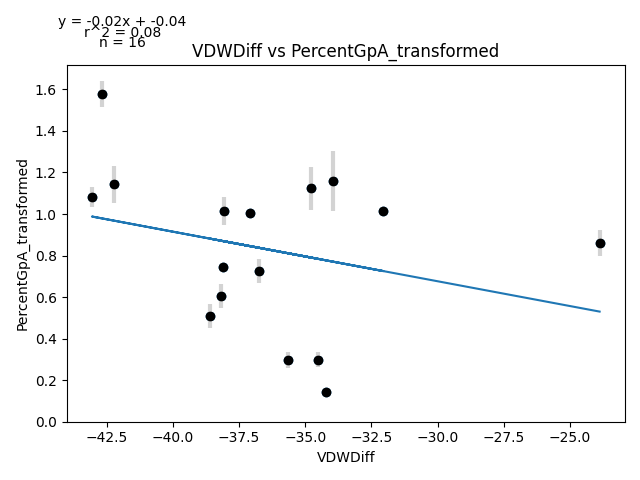 y = -0.02x + -0.04
r^2 = 0.08
n = 16
VDWDiff vs PercentGpA_transformed
PercentGpA_transformed
1.6
1.4
1.2
1.0
0.8
0.6
0.4
0.2
0.0
−42.5 −40.0 −37.5 −35.0 −32.5 −30.0 −27.5 −25.0
VDWDiff